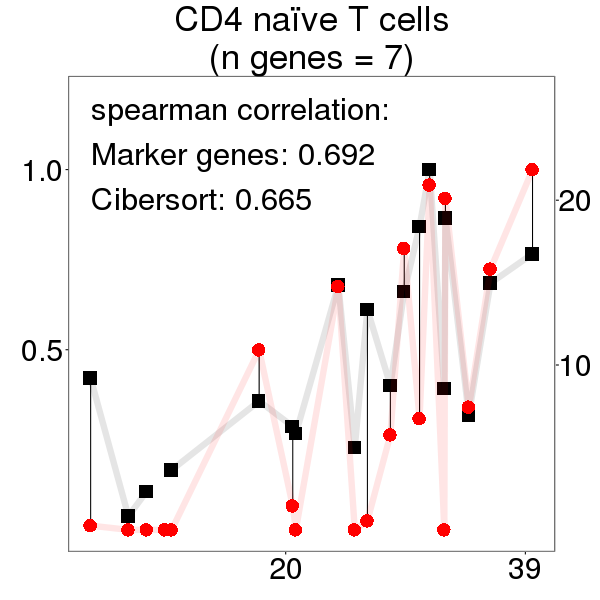 CD4 naïve T cells
(n genes = 7)
spearman correlation:
Marker genes: 0.692
Cibersort: 0.665
1.0
0.5
20
10
20
39